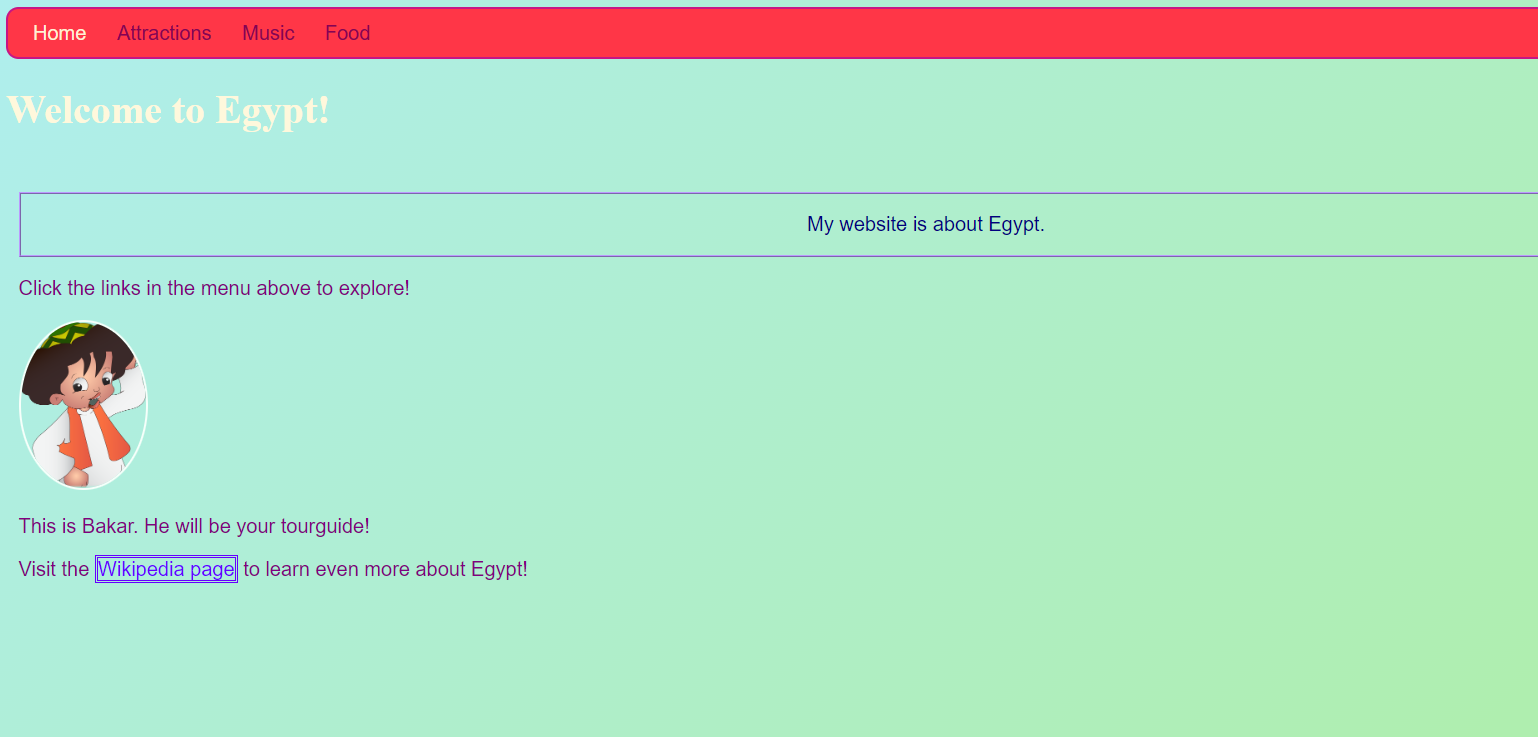 Home Attractions Music Food
Welcome to Egypt!
My website is about Egypt.
Click the links in the menu above to explore!
This is Bakar. He will be your tourguide!
Visit the Wikipedia page to learn even more about Egypt!